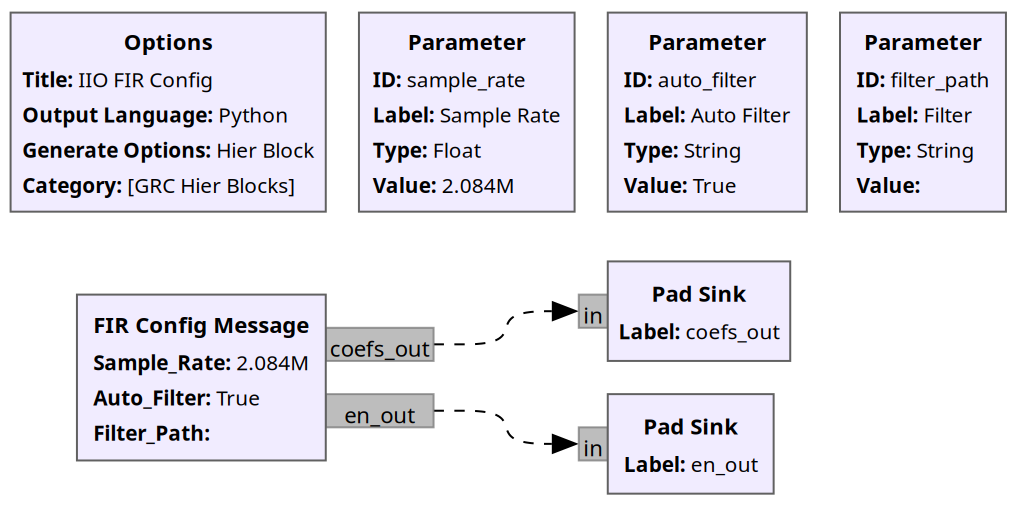 Options
Title: IIO FIR Config
Output Language: Python
Generate Options: Hier Block
Category: [GRC Hier Blocks]
Parameter
ID: sample_rate
Label: Sample Rate
Type: Float
Value: 2.084M
Parameter
ID: auto_filter
Label: Auto Filter
Type: String
Value: True
Parameter
ID: filter_path
Label: Filter
Type: String
Value:
FIR Config Message
Sample_Rate: 2.084M
Auto_Filter: True
Filter_Path:
coefs_out
en_out
in
Pad Sink
Label: coefs_out
in
Pad Sink
Label: en_out